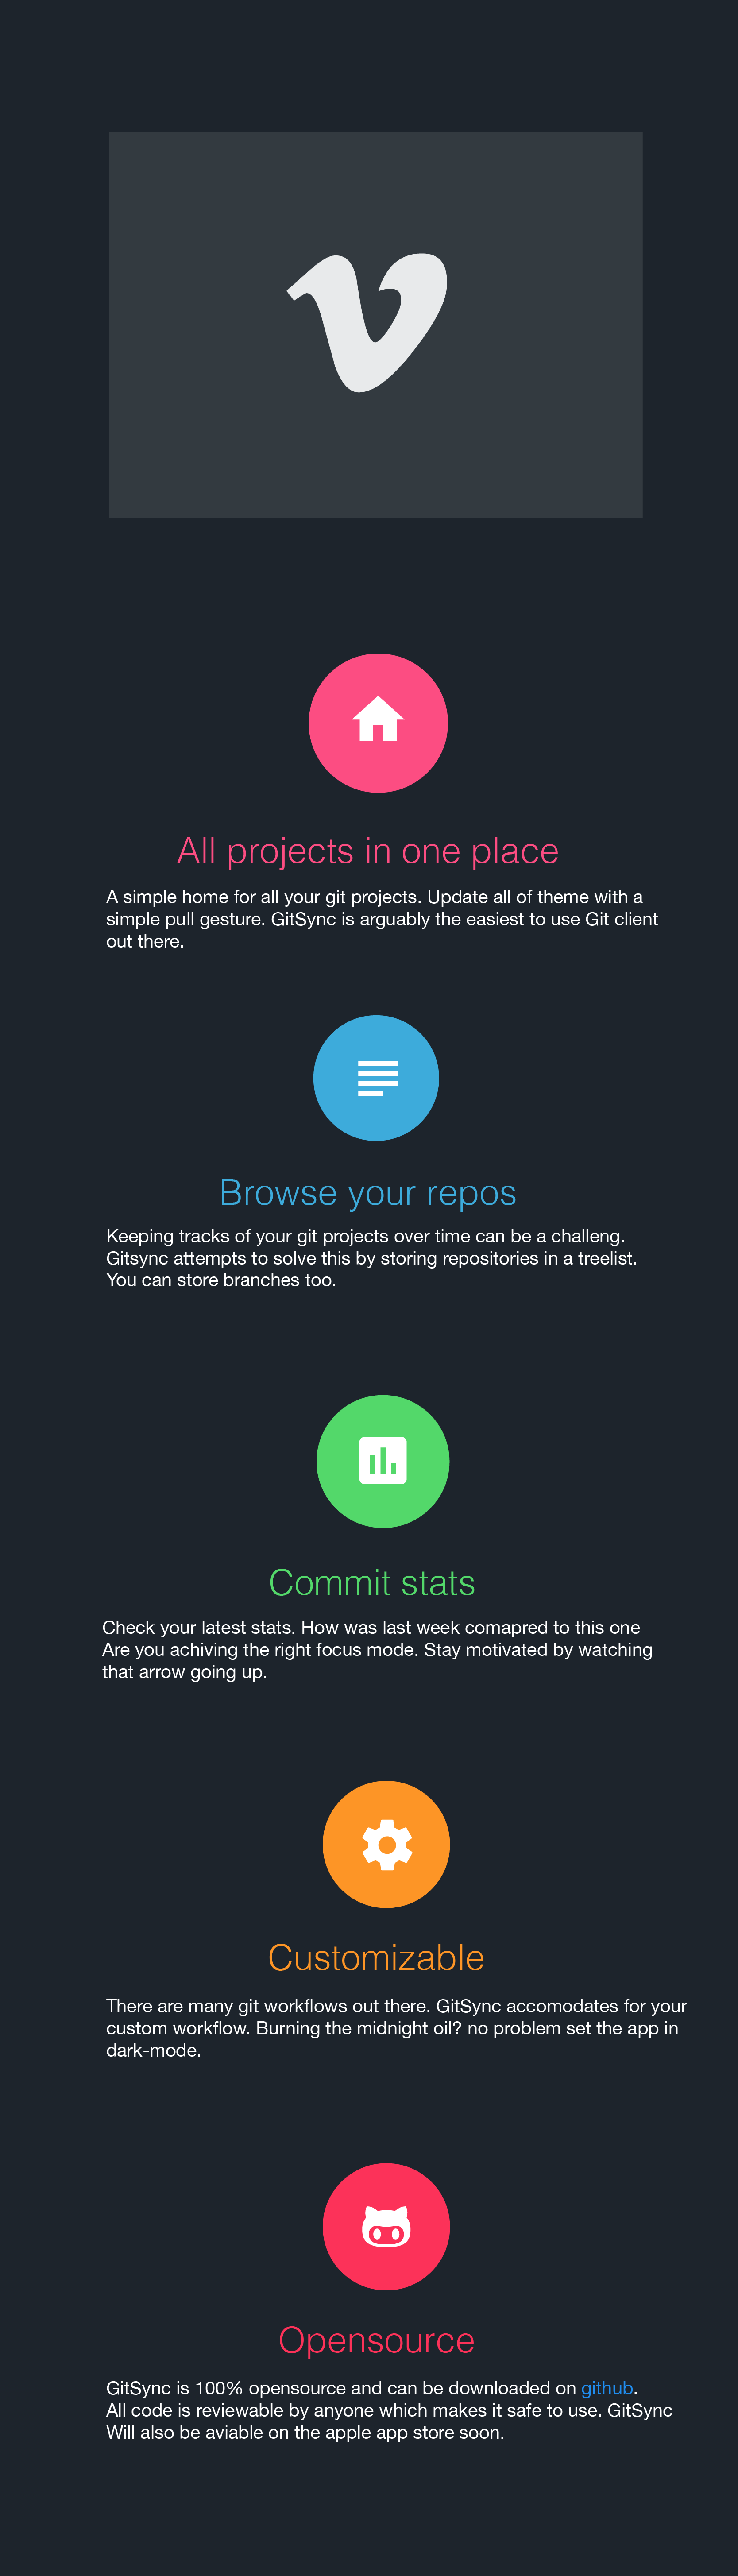 All projects in one place
A simple home for all your git projects. Update all of theme with a
simple pull gesture. GitSync is arguably the easiest to use Git client
out there.
Browse your repos
Keeping tracks of your git projects over time can be a challeng.
Gitsync attempts to solve this by storing repositories in a treelist.
You can store branches too.
Commit stats
Check your latest stats. How was last week comapred to this one
Are you achiving the right focus mode. Stay motivated by watching
that arrow going up.
Customizable
There are many git workflows out there. GitSync accomodates for your
custom workflow. Burning the midnight oil? no problem set the app in
dark-mode.
Opensource
GitSync is 100% opensource and can be downloaded on github.
All code is reviewable by anyone which makes it safe to use. GitSync
Will also be aviable on the apple app store soon.